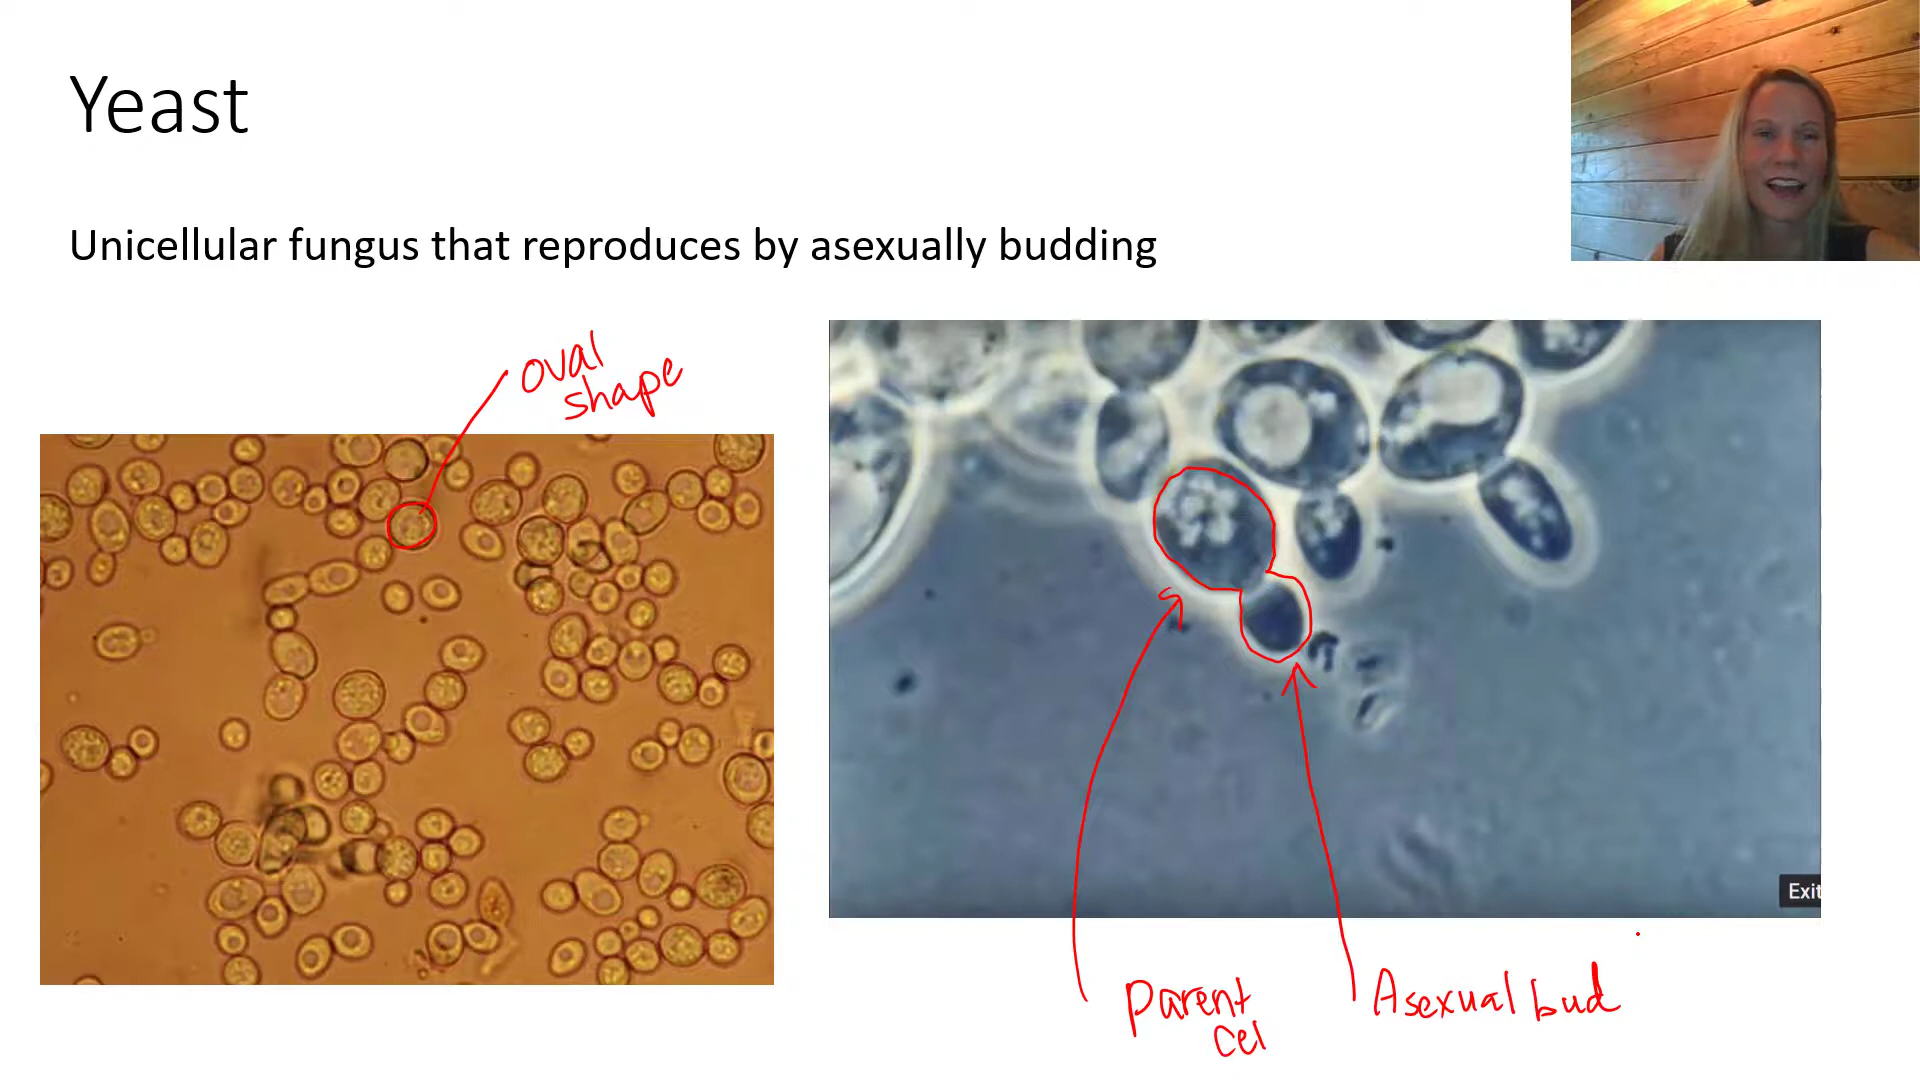 Yeast
Unicellular fungus that reproduces by asexually budding
oval
shape
Exit
Parent
Cel
Asexual bud